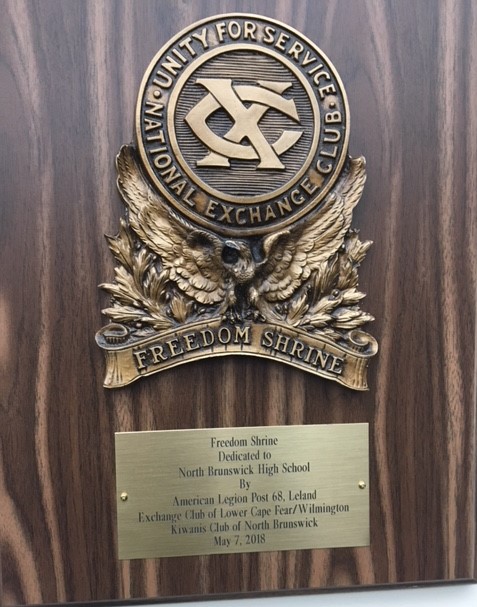 UNITY FOR SERVICE
NATIONAL EXCHANGE CLUB
FREEDOM SHRINE
Freedom Shrine
Dedicated to
North Brunswick High School
By
American Legion Post 68, Leland
Exchange Club of Lower Cape Fear/Wilmington
Kiwanis Club of North Brunswick
May 7, 2018